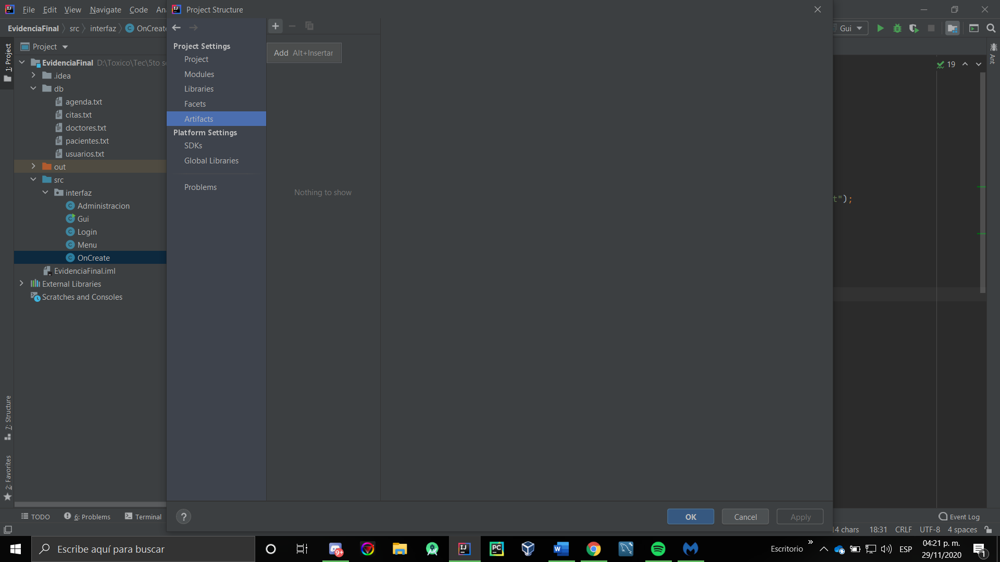 File Edit View Navigate Code
Project Structure
EvidenciaFinal src interfaz OnCreate
Gui
Project
Add Alt+Insertar
Project Settings
Project
Modules
Libraries
Facets
Artifacts
Platform Settings
SDKs
Global Libraries
Problems
Nothing to show
1: Project
EvidenciaFinal D:\Toxico\Tec\5to
.idea
db
agenda.txt
citas.txt
doctores.txt
pacientes.txt
usuarios.txt
out
src
interfaz
Administracion
Gui
Login
Menu
OnCreate
EvidenciaFinal.iml
External Libraries
Scratches and Consoles
7: Structure
2: Favorites
19
Ant
t");
OK Cancel Apply
?
TODO 6: Problems Terminal
Event Log
chars 18:31 CRLF UTF-8 4 spaces
Escribe aquí para buscar
9+
IJ
PC
W
Escritorio
ESP
04:21 p. m.
29/11/2020
1